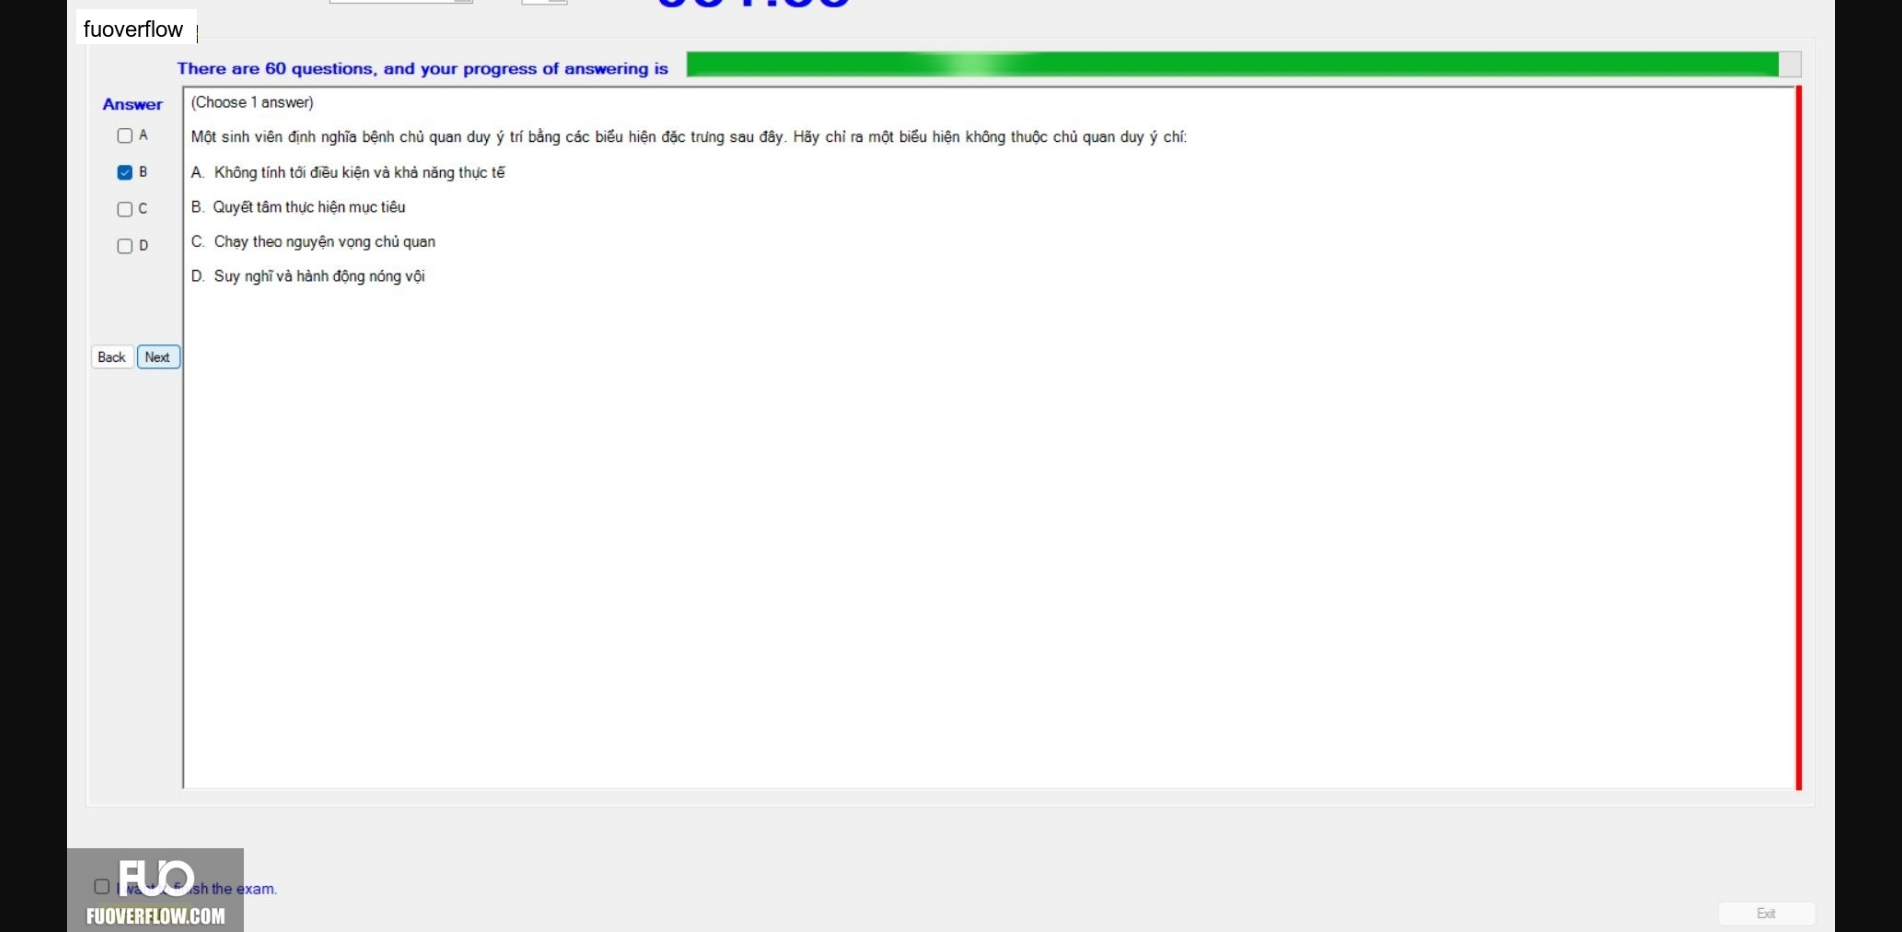 fuoverflow
There are 60 questions, and your progress of answering is
Answer
(Choose 1 answer)
A
Một sinh viên định nghĩa bệnh chủ quan duy ý trí bằng các biểu hiện đặc trưng sau đây. Hãy chỉ ra một biểu hiện không thuộc chủ quan duy ý chí:
B
A. Không tính tới điều kiện và khả năng thực tế
C
B. Quyết tâm thực hiện mục tiêu
D
C. Chạy theo nguyện vọng chủ quan
D. Suy nghĩ và hành động nóng vội
Back Next
FUO
I want finish the exam.
FUOVERFLOW.COM
Exit